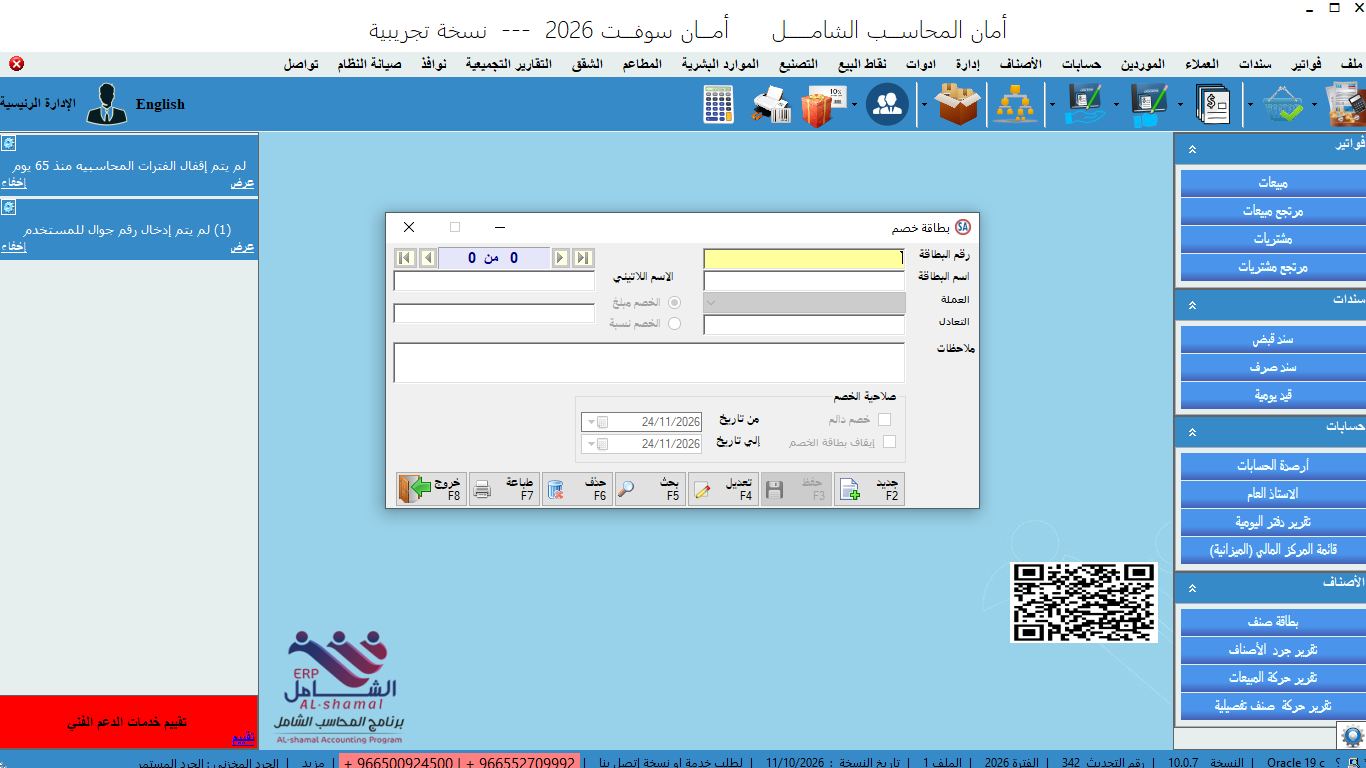 أمان المحاسـب الشامـــل أمــان سوفــت 2026 --- نسخة تجريبية
ملف فواتير سندات العملاء الموردين حسابات الأصناف إدارة ادوات نقاط البيع التصنيع الموارد البشرية المطاعم الشقق التقارير التجميعية نوافذ صيانة النظام تواصل
English
الإدارة الرئيسية
فواتير
مبيعات
مرتجع مبيعات
مشتريات
مرتجع مشتريات
سندات
سند قبض
سند صرف
قيد يومية
حسابات
أرصدة الحسابات
الاستاذ العام
تقرير دفتر اليومية
قائمة المركز المالي (الميزانية)
الأصناف
بطاقة صنف
تقرير جرد الأصناف
تقرير حركة المبيعات
تقرير حركة صنف تفصيلية
بطاقة خصم
SA
رقم البطاقة
1
0 من 0
اسم البطاقة
الاسم اللاتيني
العملة
الخصم مبلغ
التعادل
الخصم نسبة
ملاحظات
صلاحية الخصم
خصم دائم
من تاريخ
24/11/2026
إيقاف بطاقة الخصم
إلي تاريخ
24/11/2026
جديد F2
حفظ F3
تعديل F4
بحث F5
حذف F6
طباعة F7
خروج F8
لم يتم إقفال الفترات المحاسبيه منذ 65 يوم
عرض
إخفاء
(1) لم يتم إدخال رقم جوال للمستخدم
عرض
إخفاء
ERP
الشامل
AL-shamal
برنامج المحاسب الشامل
AL-shamal Accounting Program
تقييم خدمات الدعم الفني
تقييم
Oracle 19 c | النسخة 10.0.7 | رقم التحديث 342 | الفترة 2026 | الملف 1 | تاريخ النسخة : 11/10/2026 | لطلب خدمة او نسخة إتصل بنا | + 966552709992 | + 966500924500 | مزيد | الجرد المخزني : الجرد المستمر